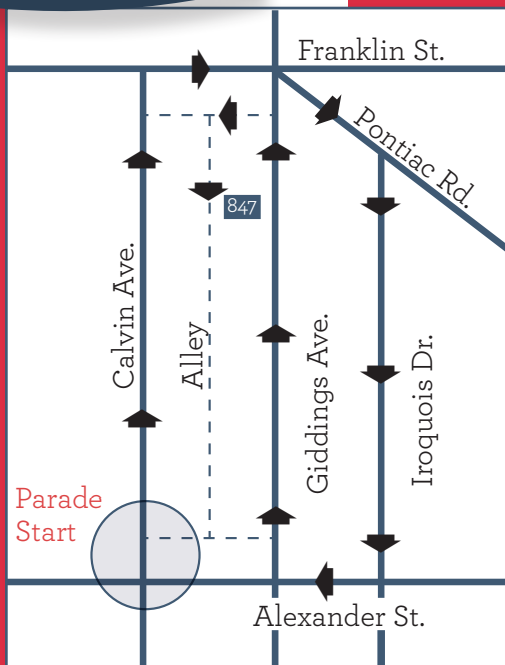 Franklin St.
Pontiac Rd.
847
Calvin Ave.
Alley
Giddings Ave.
Iroquois Dr.
Parade
Start
Alexander St.